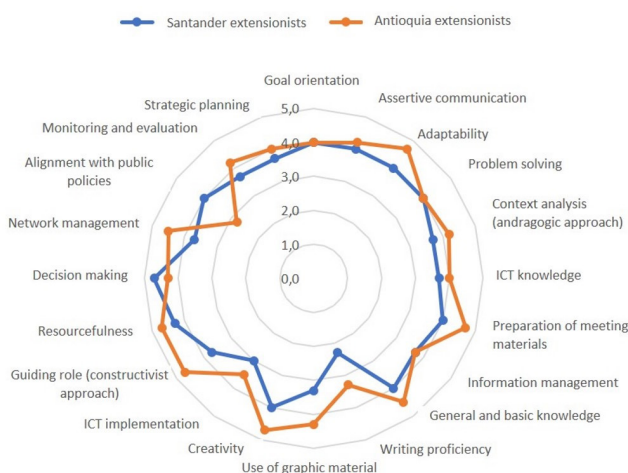 Santander extensionists
Antioquia extensionists
Goal orientation
Strategic planning
Assertive communication
Monitoring and evaluation
Adaptability
Alignment with public
policies
Problem solving
Network management
Context analysis
(andragogic approach)
Decision making
ICT knowledge
Resourcefulness
Preparation of meeting
materials
Guiding role (constructivist
approach)
Information management
ICT implementation
General and basic knowledge
Creativity
Writing proficiency
Use of graphic material
5,0
4,0
3,0
2,0
1,0
0,0